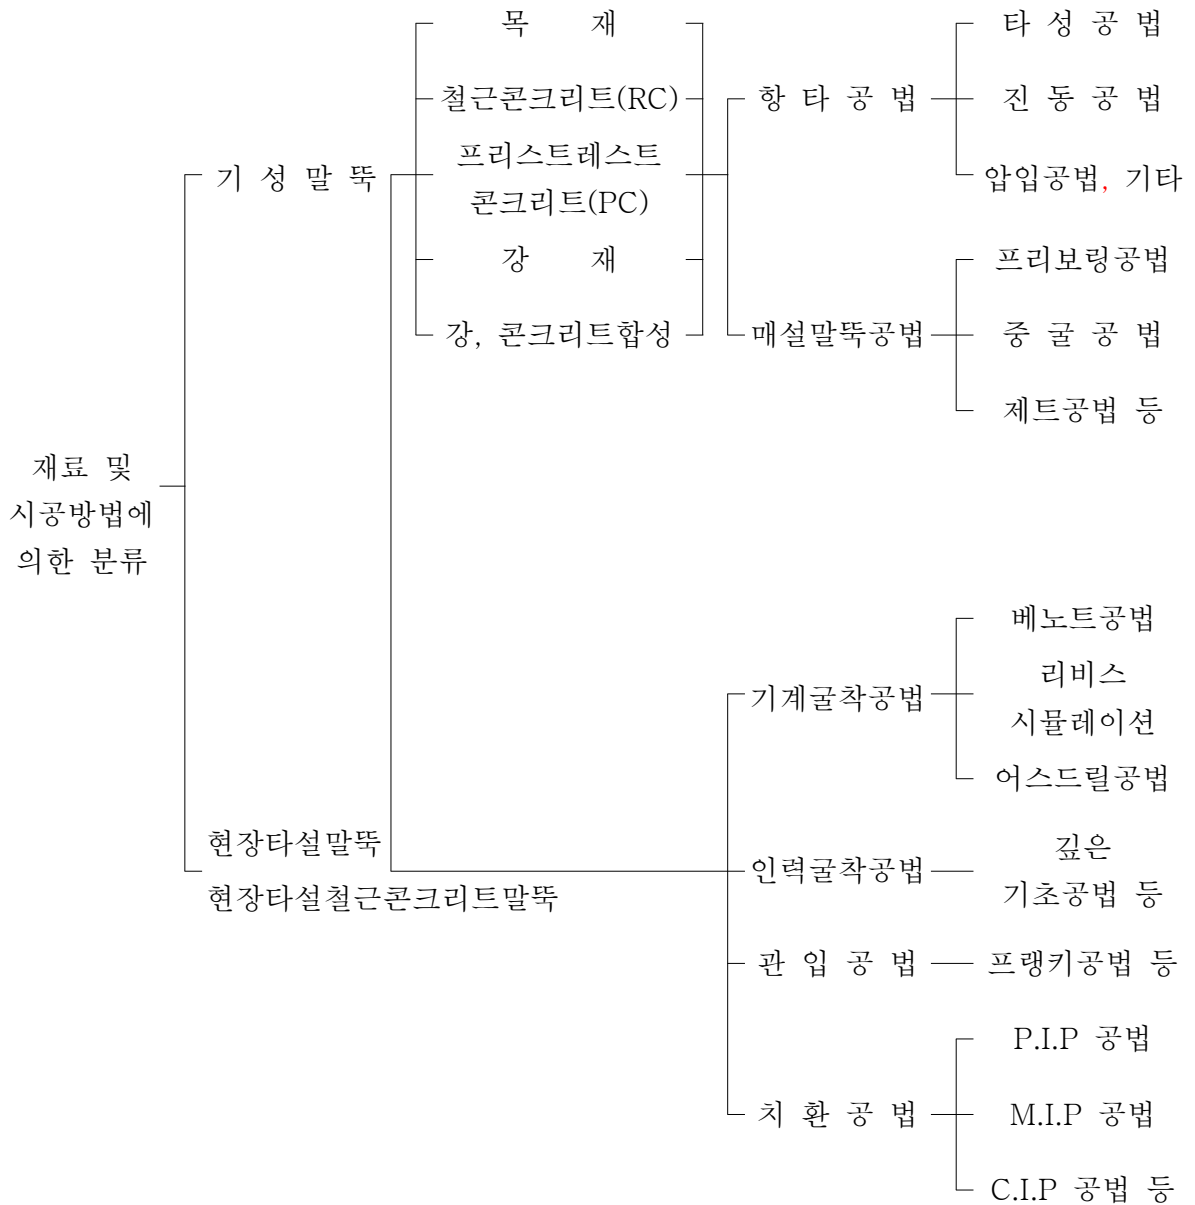 재료 및
시공방법에
의한 분류
기 성 말 뚝
목 재
철근콘크리트(RC)
프리스트레스트
콘크리트(PC)
강 재
강, 콘크리트합성
항 타 공 법
타 성 공 법
진 동 공 법
압입공법, 기타
매설말뚝공법
프리보링공법
중 굴 공 법
제트공법 등
현장타설말뚝
현장타설철근콘크리트말뚝
기계굴착공법
베노트공법
리비스
시뮬레이션
어스드릴공법
인력굴착공법
깊은
기초공법 등
관 입 공 법
프랭키공법 등
치 환 공 법
P.I.P 공법
M.I.P 공법
C.I.P 공법 등